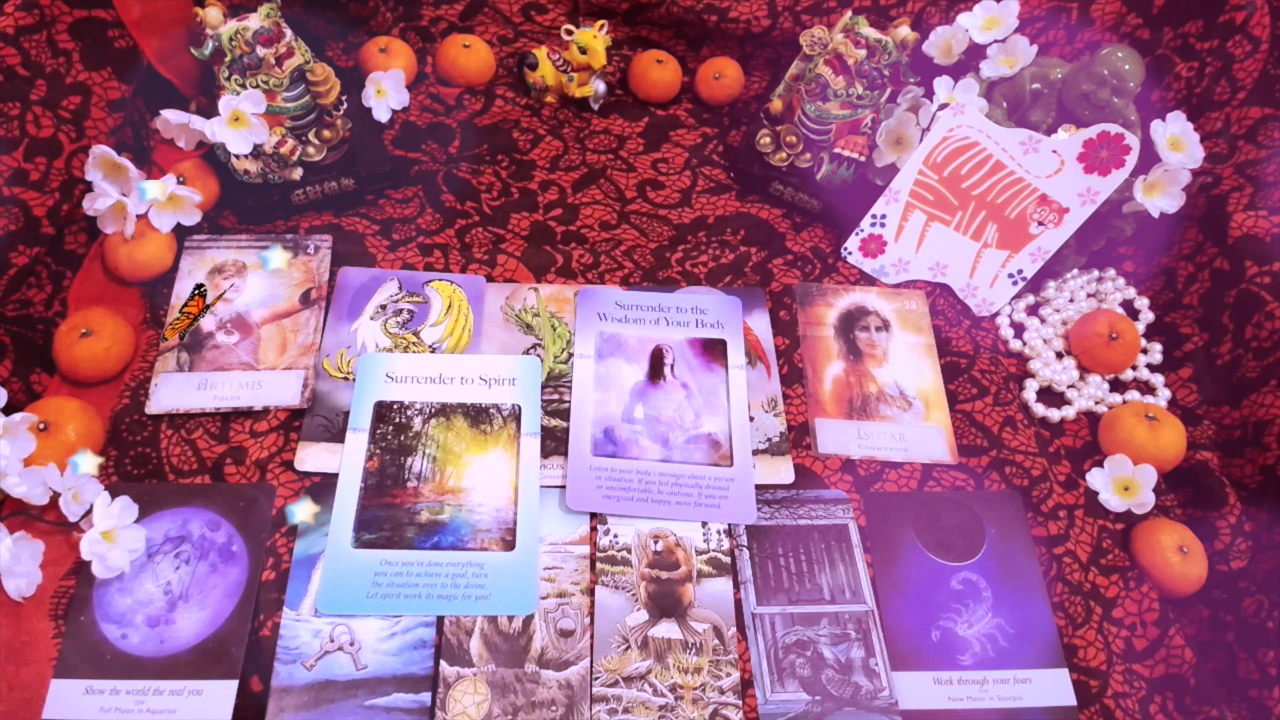 4
ARTEMIS
FOCUS
Surrender to Spirit
Once you've done everything
you can to achieve a goal, turn
the situation over to the divine.
Let spirit work its magic for you!
Surrender to the
Wisdom of Your Body
Listen to your body's messages about a person
or situation. If you feel physically drained
or uncomfortable, be cautious. If you are
energized and happy, move forward.
ISHTAR
Show the world the real you
Full Moon in Aquarius
Work through your fears
New Moon in Scorpio